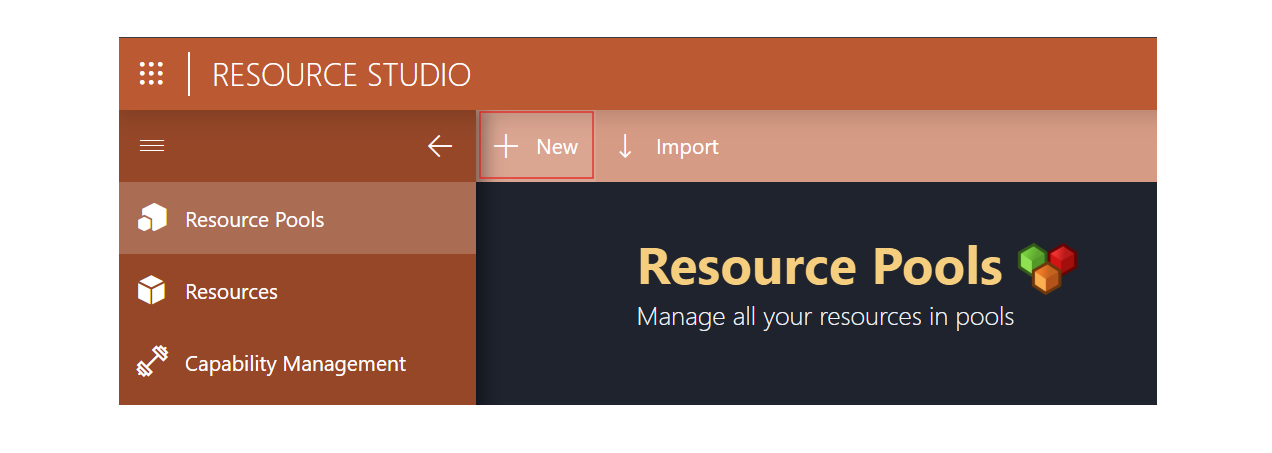 RESOURCE STUDIO
New
Import
Resource Pools
Resources
Capability Management
Resource Pools
Manage all your resources in pools